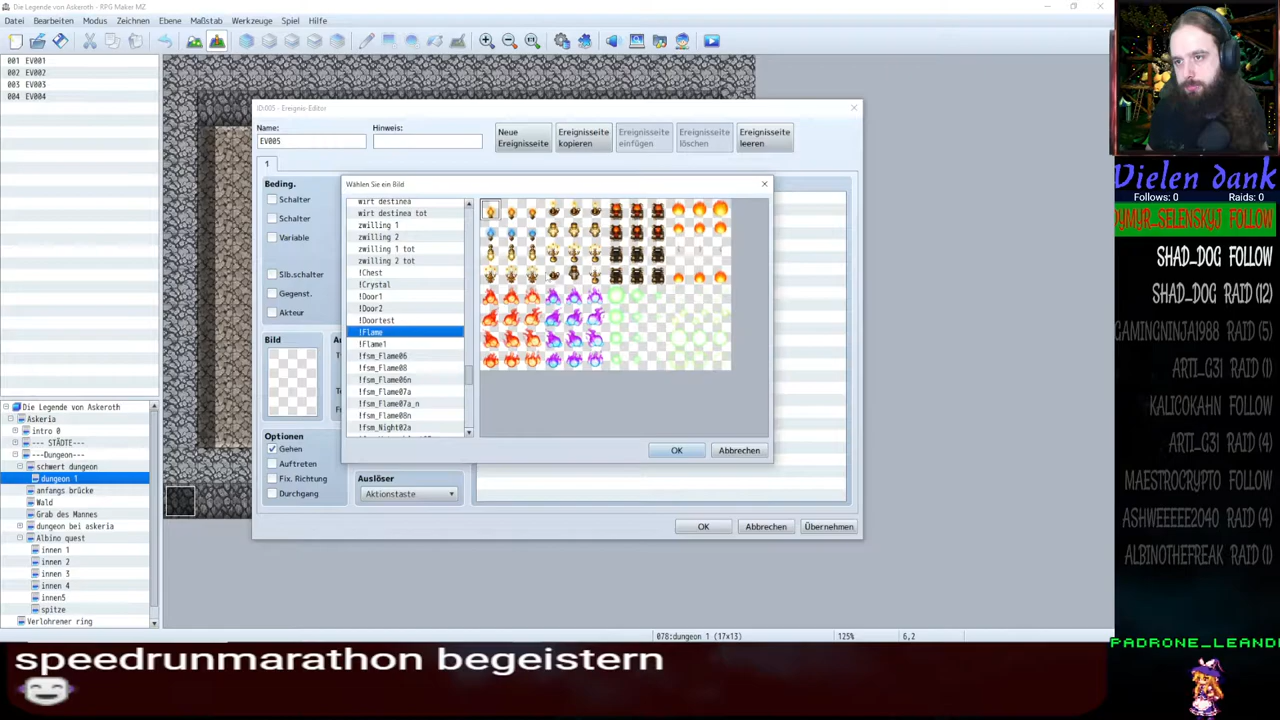 Die Legende von Askeroth - RPG Maker MZ
Datei Bearbeiten Modus Zeichnen Ebene Maßstab Werkzeuge Spiel Hilfe
001 EV001
002 EV002
003 EV003
004 EV004
ID:005 - Ereignis-Editor
Name:
Hinweis:
EV005
Neue Ereignisseite
Ereignisseite kopieren
Ereignisseite einfügen
Ereignisseite löschen
Ereignisseite leeren
1
Beding.
Schalter
Schalter
Variable
Slb.schalter
Gegenst.
Akteur
Bild
Optionen
Gehen
Auftreten
Fix. Richtung
Durchgang
Auslöser
Aktionstaste
Wählen Sie ein Bild
wirt destinea
wirt destinea tot
zwilling 1
zwilling 2
zwilling 1 tot
zwilling 2 tot
!Chest
!Crystal
!Door1
!Door2
!Doortest
!Flame
!Flame1
!fsm_Flame06
!fsm_Flame08
!fsm_Flame06n
!fsm_Flame07a
!fsm_Flame07a_n
!fsm_Flame08n
!fsm_Night02a
OK Abbrechen
OK Abbrechen Übernehmen
Die Legende von Askeroth
Askeria
intro 0
--- STÄDTE---
---Dungeon---
schwert dungeon
dungeon 1
anfangs brücke
Wald
Grab des Mannes
dungeon bei askeria
Albino quest
innen 1
innen 2
innen 3
innen 4
innen5
spitze
Verlohrener ring
078:dungeon 1 (17x13) 125% 6,2
Vielen dank
Follows: 0 Raids: 0
DYMYR_SELENSKYJ FOLLOW
SHAD_DOG FOLLOW
SHAD_DOG RAID (12)
GAMINGNINJA1988 RAID (5)
ARTI_G31 RAID (1)
KALICOKAHN FOLLOW
ARTI_G31 RAID (4)
MAESTROCRYPTO FOLLOW
ASHWEEEEE2040 RAID (4)
ALBINOTHEFREAK RAID (1)
PADRONE_LEAND
speedrunmarathon begeistern